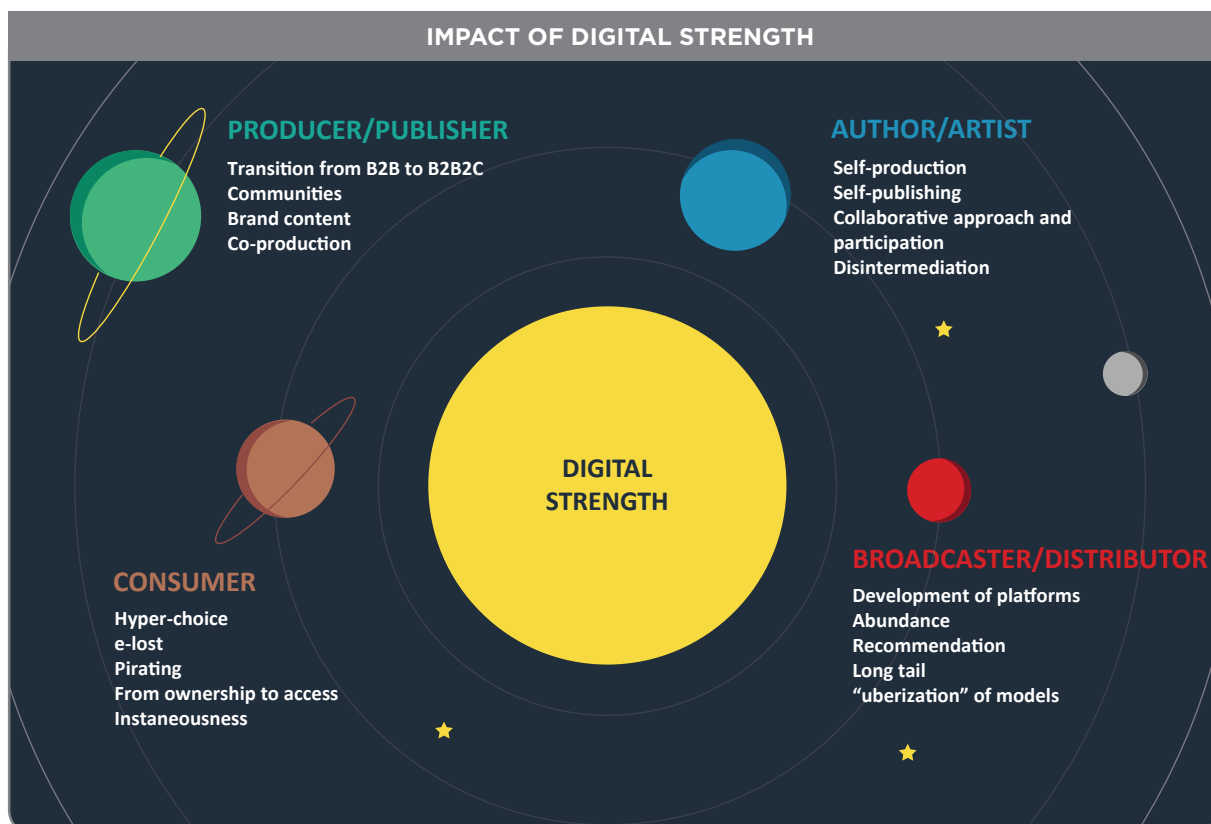 IMPACT OF DIGITAL STRENGTH
PRODUCER/PUBLISHER
Transition from B2B to B2B2C
Communities
Brand content
Co-production
AUTHOR/ARTIST
Self-production
Self-publishing
Collaborative approach and
participation
Disintermediation
DIGITAL
STRENGTH
CONSUMER
Hyper-choice
e-lost
Pirating
From ownership to access
Instaneousness
BROADCASTER/DISTRIBUTOR
Development of platforms
Abundance
Recommendation
Long tail
“uberization” of models